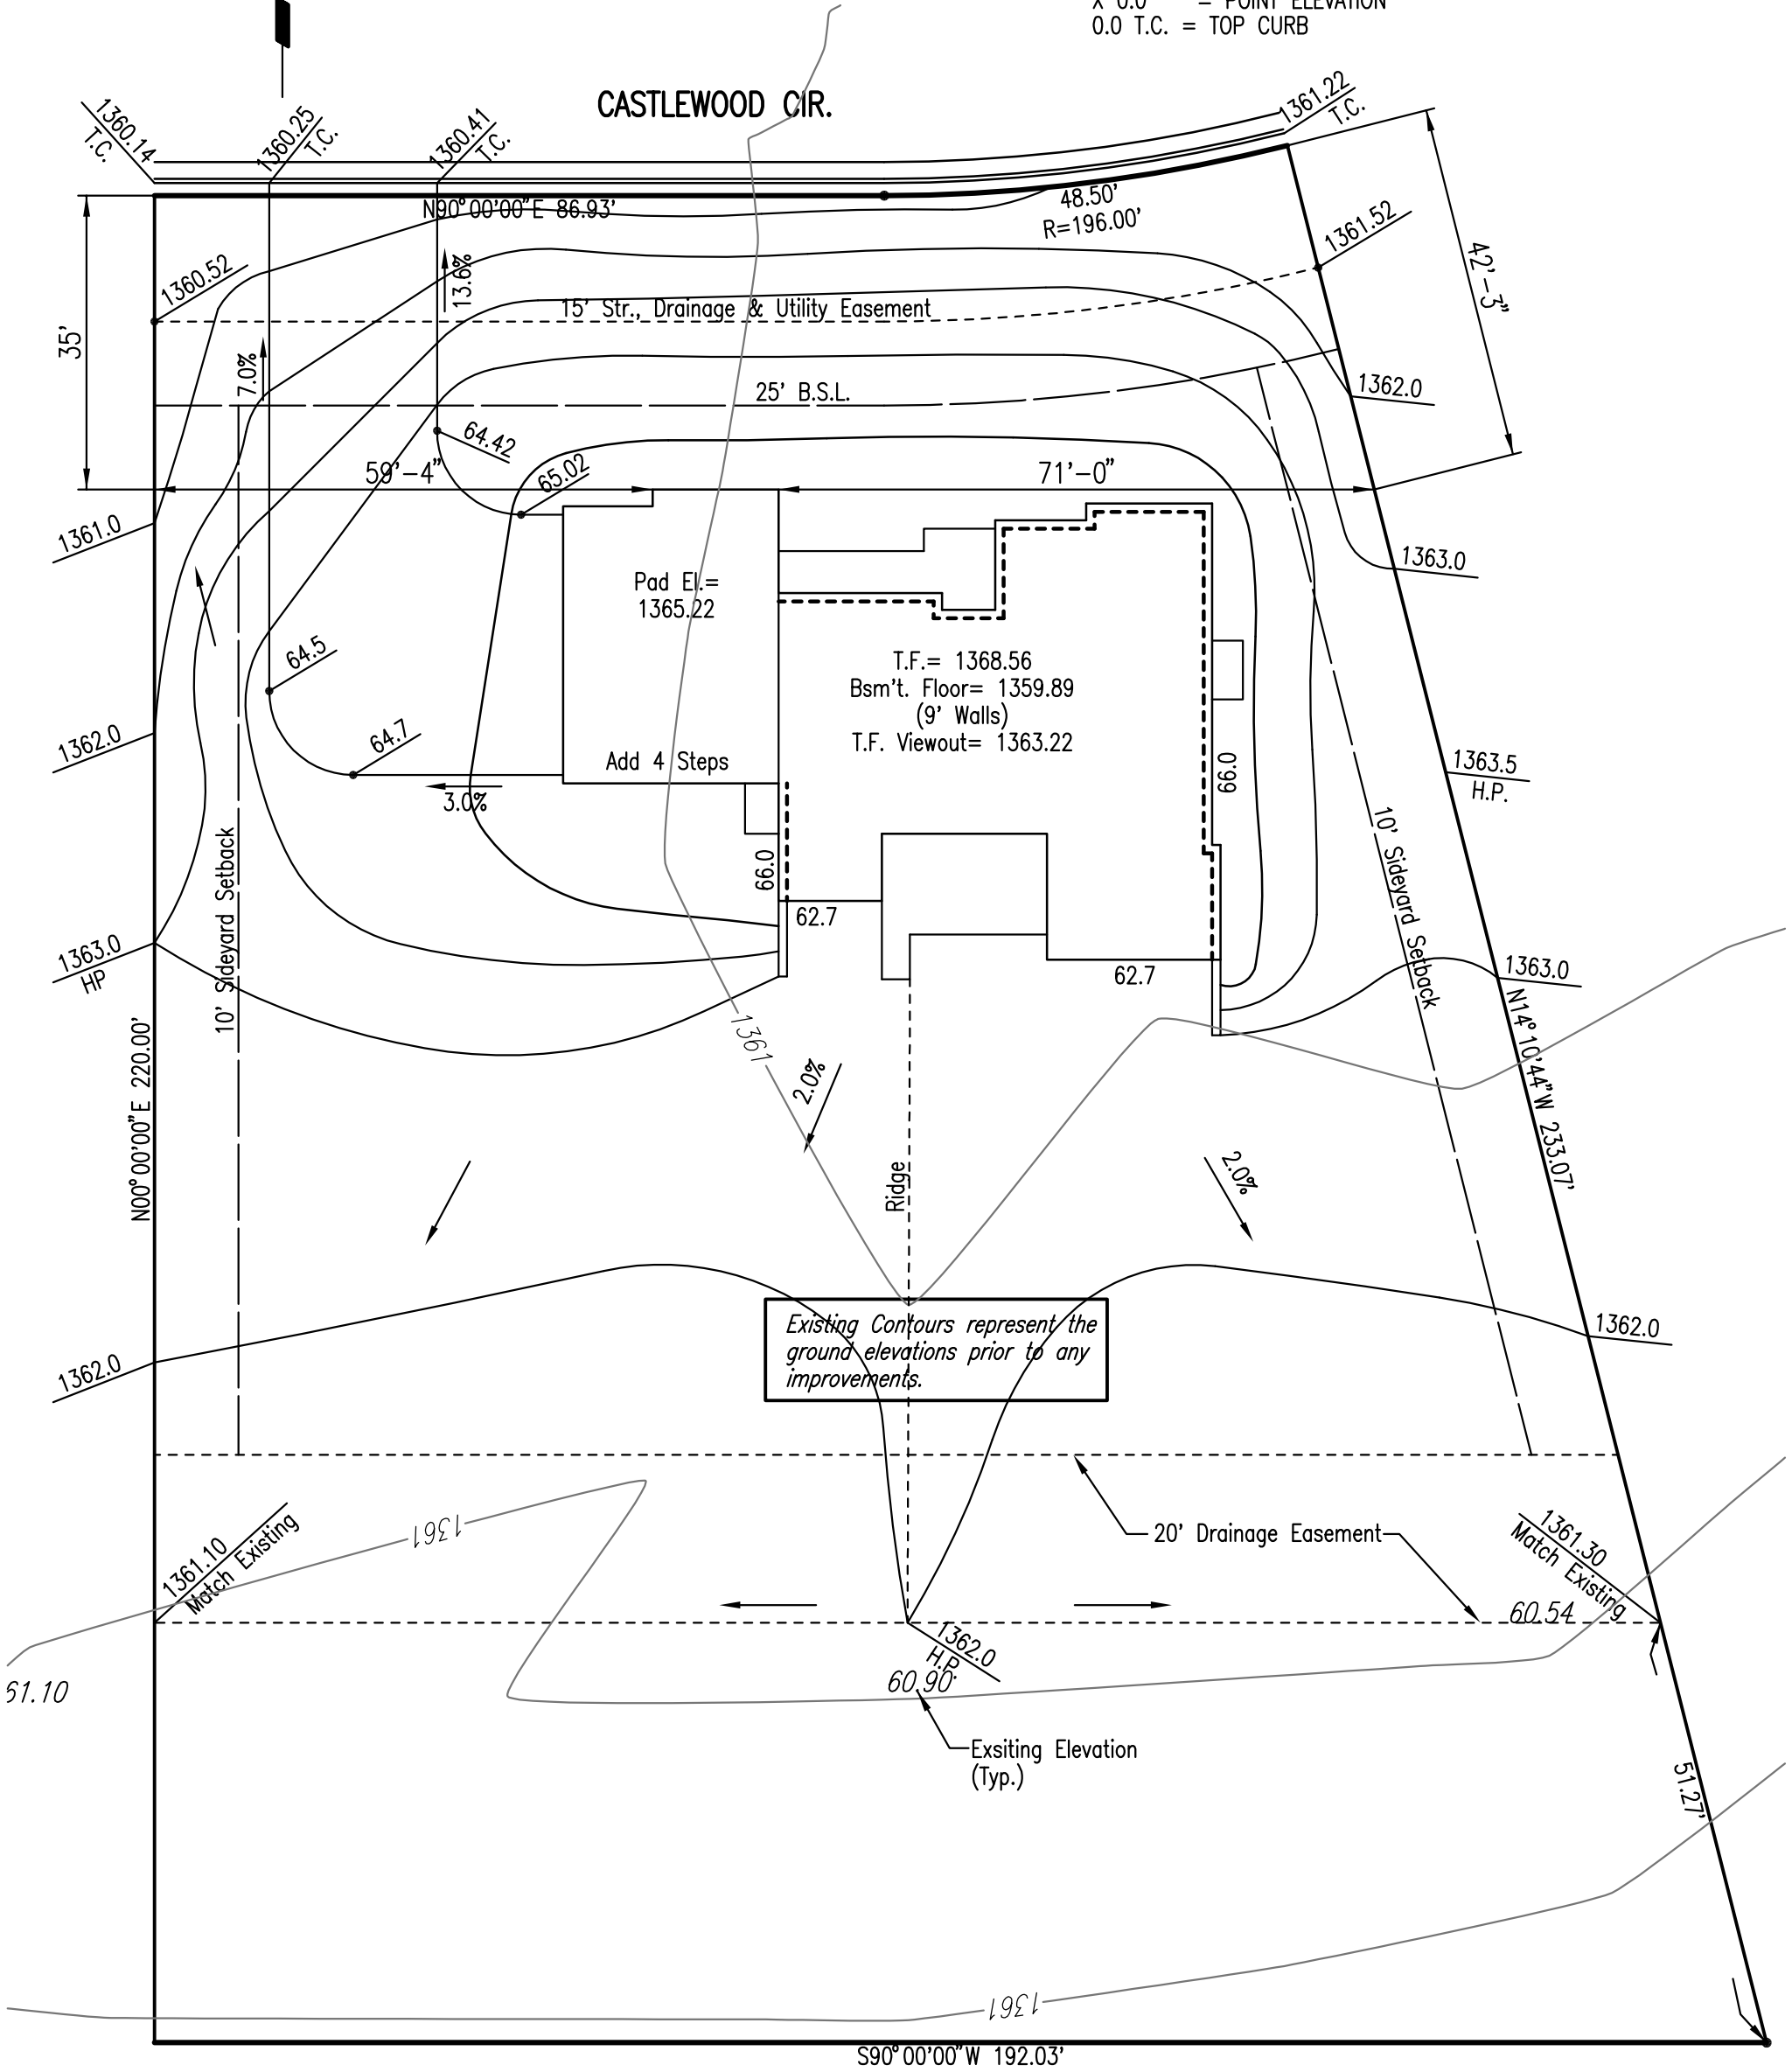 X 0.0 = POINT ELEVATION
0.0 T.C. = TOP CURB
CASTLEWOOD CIR.
1360.14
T.C.
1360.25
T.C.
1360.41
T.C.
1361.22
T.C.
N90°00'00"E 86.93'
48.50'
R=196.00'
1361.52
42'-3"
35'
1360.52
13.6%
15' Str., Drainage & Utility Easement
7.0%
25' B.S.L.
1362.0
64.42
59'-4"
65.02
71'-0"
1361.0
1363.0
Pad El.=
1365.22
64.5
T.F.= 1368.56
Bsm't. Floor= 1359.89
(9' Walls)
T.F. Viewout= 1363.22
1362.0
64.7
Add 4 Steps
3.0%
66.0
1363.5
H.P.
10' Sideyard Setback
66.0
62.7
10' Sideyard Setback
1363.0
HP
62.7
1363.0
N00°00'00"E 220.00'
1361
2.0%
N14°10'44"W 233.07'
Ridge
2.0%
Existing Contours represent the
ground elevations prior to any
improvements.
1362.0
1362.0
1361
1361.10
Match Existing
20' Drainage Easement
1361.30
Match Existing
60.54
1362.0
H.P.
60.90
61.10
Exsiting Elevation
(Typ.)
51.27'
1361
S90°00'00"W 192.03'